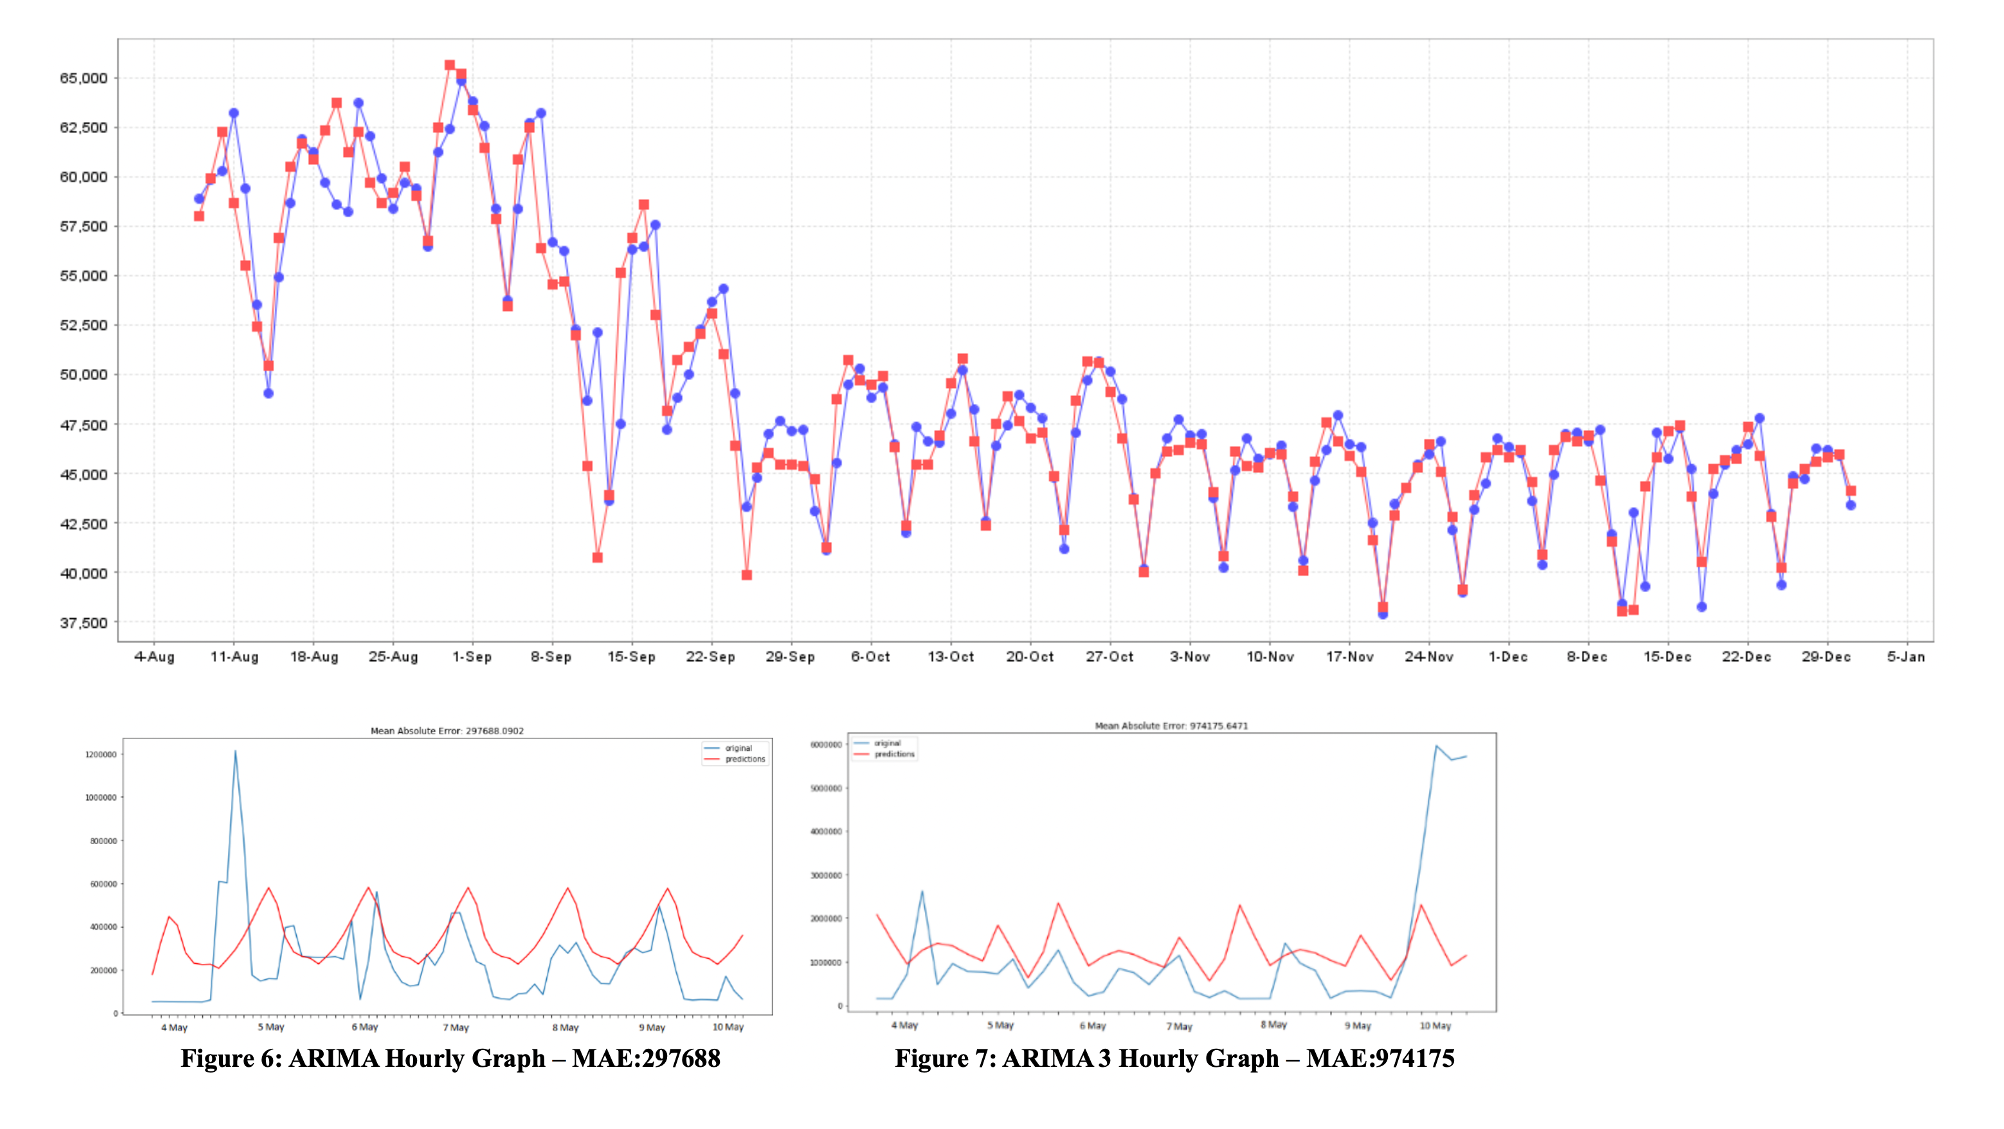 65,000
62,500
60,000
57,500
55,000
52,500
50,000
47,500
45,000
42,500
40,000
37,500
4-Aug 11-Aug 18-Aug 25-Aug 1-Sep 8-Sep 15-Sep 22-Sep 29-Sep 6-Oct 13-Oct 20-Oct 27-Oct 3-Nov 10-Nov 17-Nov 24-Nov 1-Dec 8-Dec 15-Dec 22-Dec 29-Dec 5-Jan
Mean Absolute Error: 297688.0902
original
predictions
1200000
1000000
800000
600000
400000
200000
0
4 May 5 May 6 May 7 May 8 May 9 May 10 May
Figure 6: ARIMA Hourly Graph – MAE:297688
Mean Absolute Error: 974175.6471
original
predictions
6000000
5000000
4000000
3000000
2000000
1000000
0
4 May 5 May 6 May 7 May 8 May 9 May 10 May
Figure 7: ARIMA 3 Hourly Graph – MAE:974175